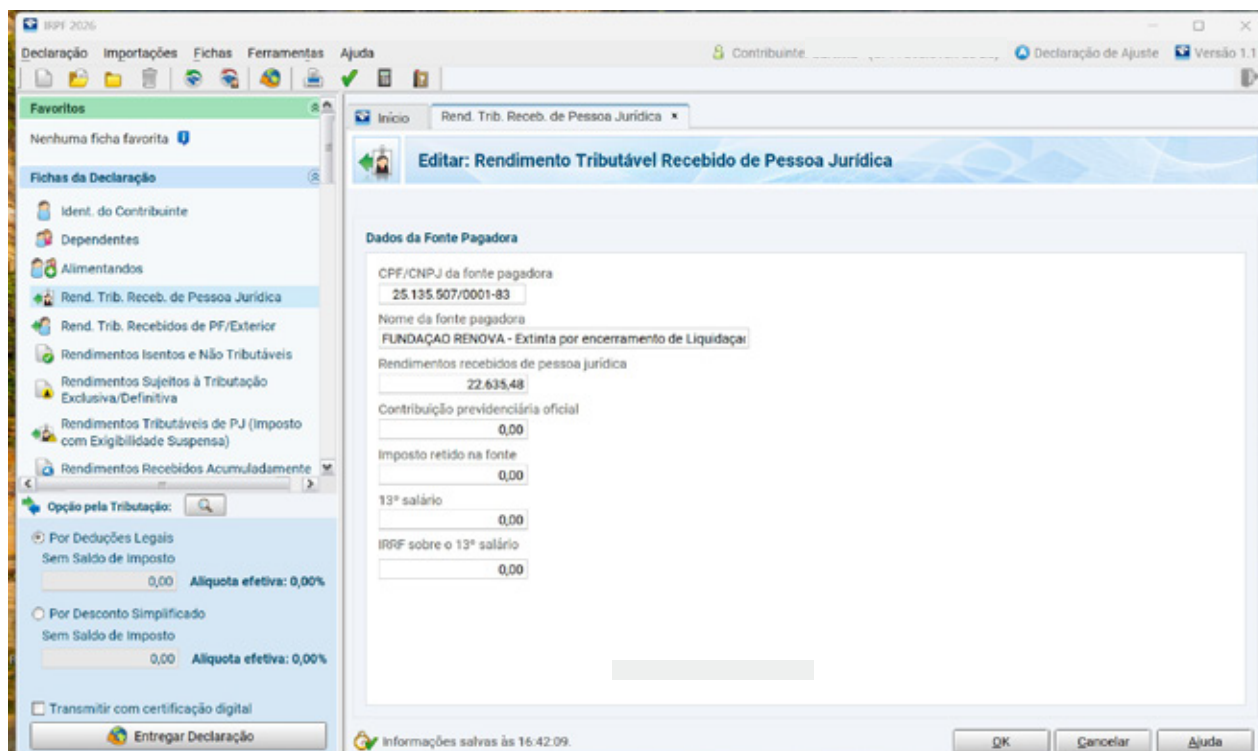 IRPF 2026
Declaração Importações Fichas Ferramentas Ajuda
Contribuinte
Declaração de Ajuste
Versão 1.1
Favoritos
Nenhuma ficha favorita
Fichas da Declaração
Ident. do Contribuinte
Dependentes
Alimentandos
Rend. Trib. Receb. de Pessoa Jurídica
Rend. Trib. Recebidos de PF/Exterior
Rendimentos Isentos e Não Tributáveis
Rendimentos Sujeitos à Tributação
Exclusiva/Definitiva
Rendimentos Tributáveis de PJ (Imposto
com Exigibilidade Suspensa)
Rendimentos Recebidos Acumuladamente
Opção pela Tributação:
Por Deduções Legais
Sem Saldo de Imposto
0,00 Aliquota efetiva: 0,00%
Por Desconto Simplificado
Sem Saldo de Imposto
0,00 Aliquota efetiva: 0,00%
Transmitir com certificação digital
Entregar Declaração
Início
Rend. Trib. Receb. de Pessoa Jurídica
Editar: Rendimento Tributável Recebido de Pessoa Jurídica
Dados da Fonte Pagadora
CPF/CNPJ da fonte pagadora
25.135.507/0001-83
Nome da fonte pagadora
FUNDAÇAO RENOVA - Extinta por encerramento de Liquidaçao
Rendimentos recebidos de pessoa jurídica
22.635,48
Contribuição previdenciária oficial
0,00
Imposto retido na fonte
0,00
13º salário
0,00
IRRF sobre o 13º salário
0,00
Informações salvas às 16:42:09.
OK
Cancelar
Ajuda